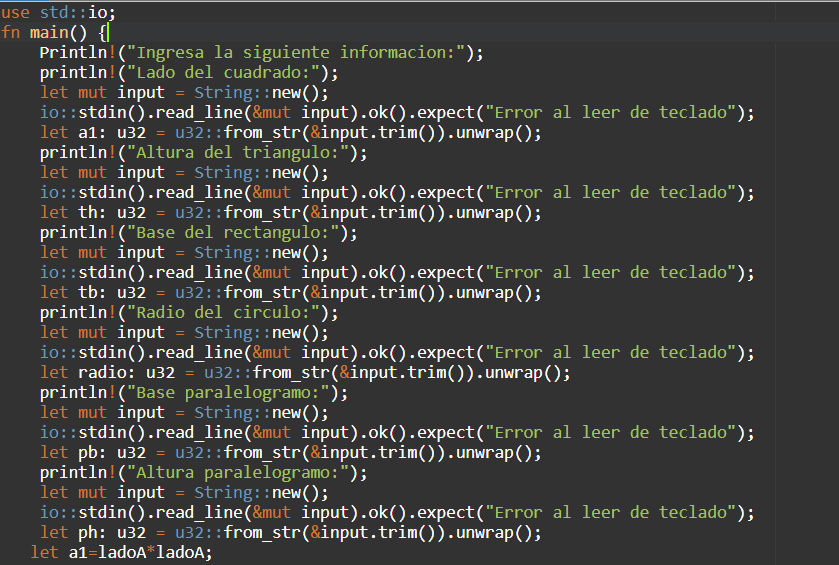 use std::io;
fn main() {
Println!("Ingresa la siguiente informacion:");
println!("Lado del cuadrado:");
let mut input = String::new();
io::stdin().read_line(&mut input).ok().expect("Error al leer de teclado");
let a1: u32 = u32::from_str(&input.trim()).unwrap();
println!("Altura del triangulo:");
let mut input = String::new();
io::stdin().read_line(&mut input).ok().expect("Error al leer de teclado");
let th: u32 = u32::from_str(&input.trim()).unwrap();
println!("Base del rectangulo:");
let mut input = String::new();
io::stdin().read_line(&mut input).ok().expect("Error al leer de teclado");
let tb: u32 = u32::from_str(&input.trim()).unwrap();
println!("Radio del circulo:");
let mut input = String::new();
io::stdin().read_line(&mut input).ok().expect("Error al leer de teclado");
let radio: u32 = u32::from_str(&input.trim()).unwrap();
println!("Base paralelogramo:");
let mut input = String::new();
io::stdin().read_line(&mut input).ok().expect("Error al leer de teclado");
let pb: u32 = u32::from_str(&input.trim()).unwrap();
println!("Altura paralelogramo:");
let mut input = String::new();
io::stdin().read_line(&mut input).ok().expect("Error al leer de teclado");
let ph: u32 = u32::from_str(&input.trim()).unwrap();
let a1=ladoA*ladoA;